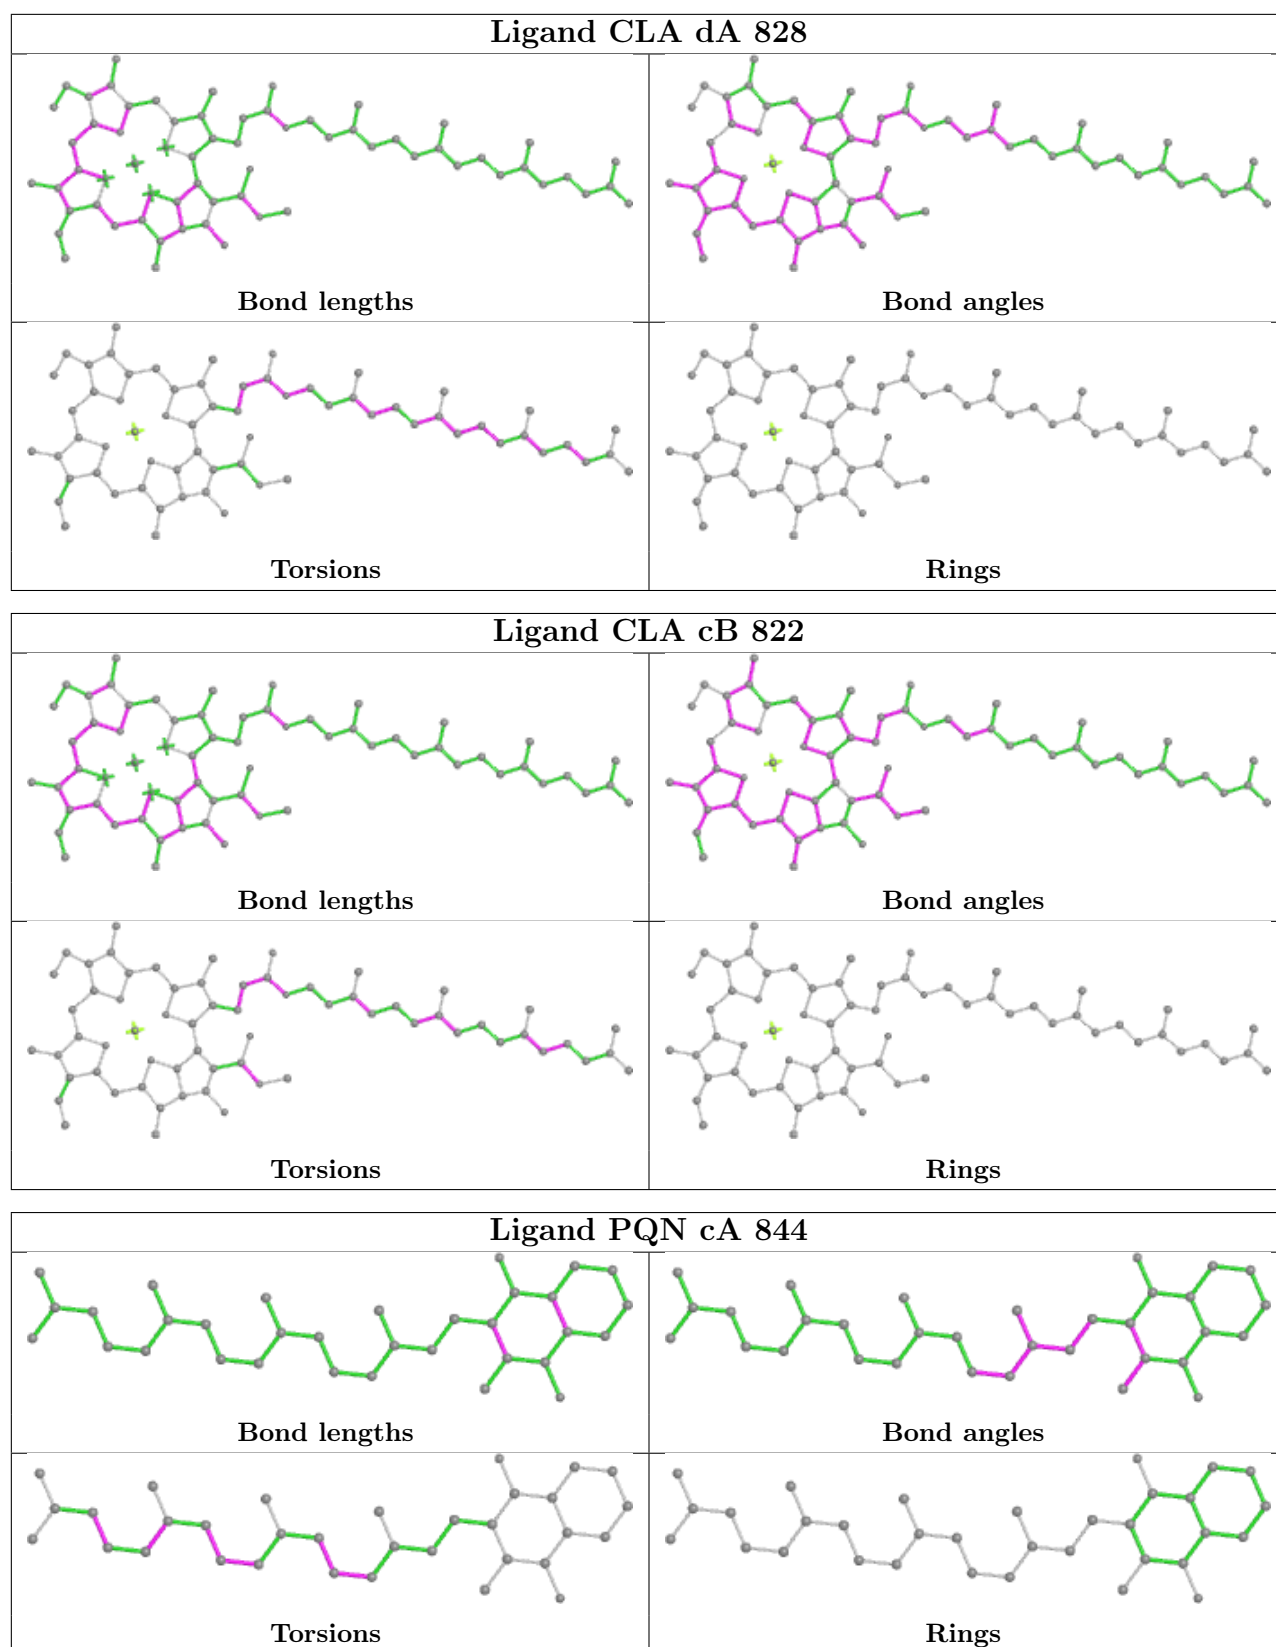 Ligand CLA dA 828
Bond lengths
Bond angles
Torsions
Rings
Ligand CLA cB 822
Bond lengths
Bond angles
Torsions
Rings
Ligand PQN cA 844
Bond lengths
Bond angles
Torsions
Rings